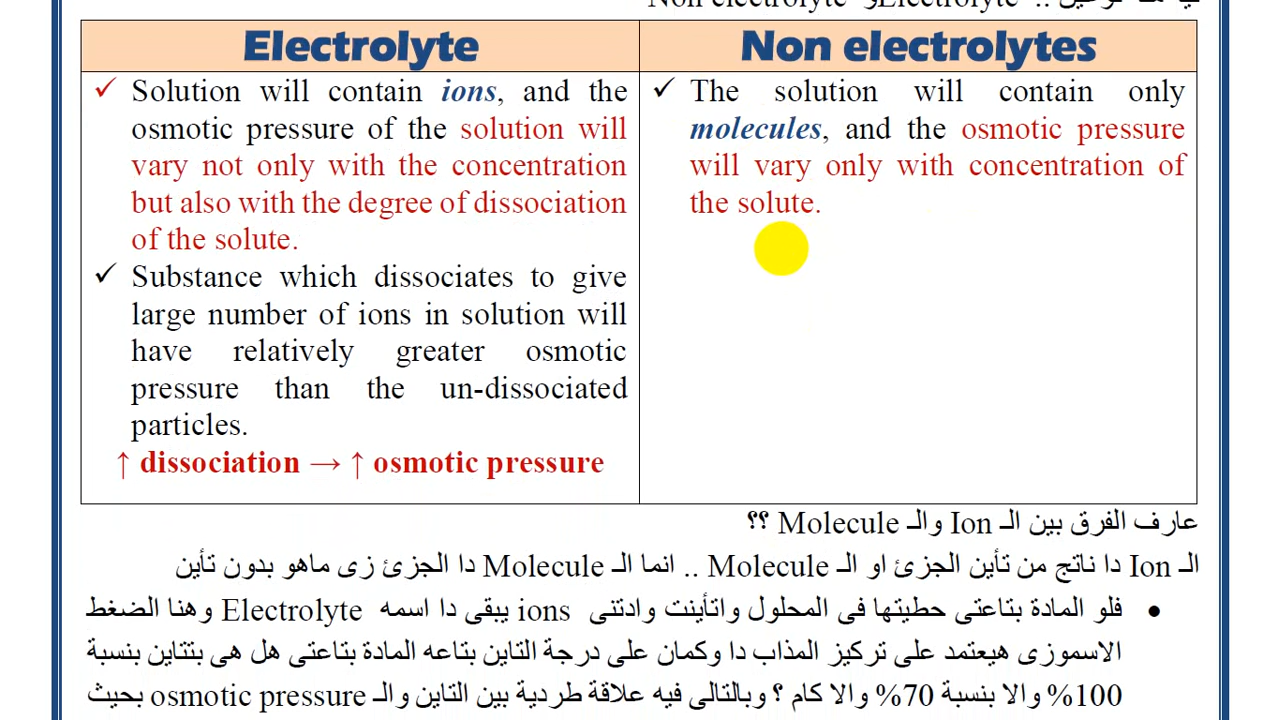 Electrolyte
Non electrolytes
✓ Solution will contain ions, and the
osmotic pressure of the solution will
vary not only with the concentration
but also with the degree of dissociation
of the solute.
✓ Substance which dissociates to give
large number of ions in solution will
have relatively greater osmotic
pressure than the un-dissociated
particles.
↑ dissociation → ↑ osmotic pressure
✓ The solution will contain only
molecules, and the osmotic pressure
will vary only with concentration of
the solute.
عارف الفرق بين الـ Ion والـ Molecule ؟؟
الـ Ion دا ناتج من تأين الجزئ او الـ Molecule .. انما الـ Molecule دا الجزئ زى ماهو بدون تأين
• فلو المادة بتاعتى حطيتها فى المحلول واتأينت وادتنى ions يبقى دا اسمه Electrolyte وهنا الضغط
الاسموزى هيعتمد على تركيز المذاب دا وكمان على درجة التاين بتاعه المادة بتاعتى هل هى بتتاين بنسبة
100% والا بنسبة 70% والا كام ؟ وبالتالى فيه علاقة طردية بين التاين والـ osmotic pressure بحيث